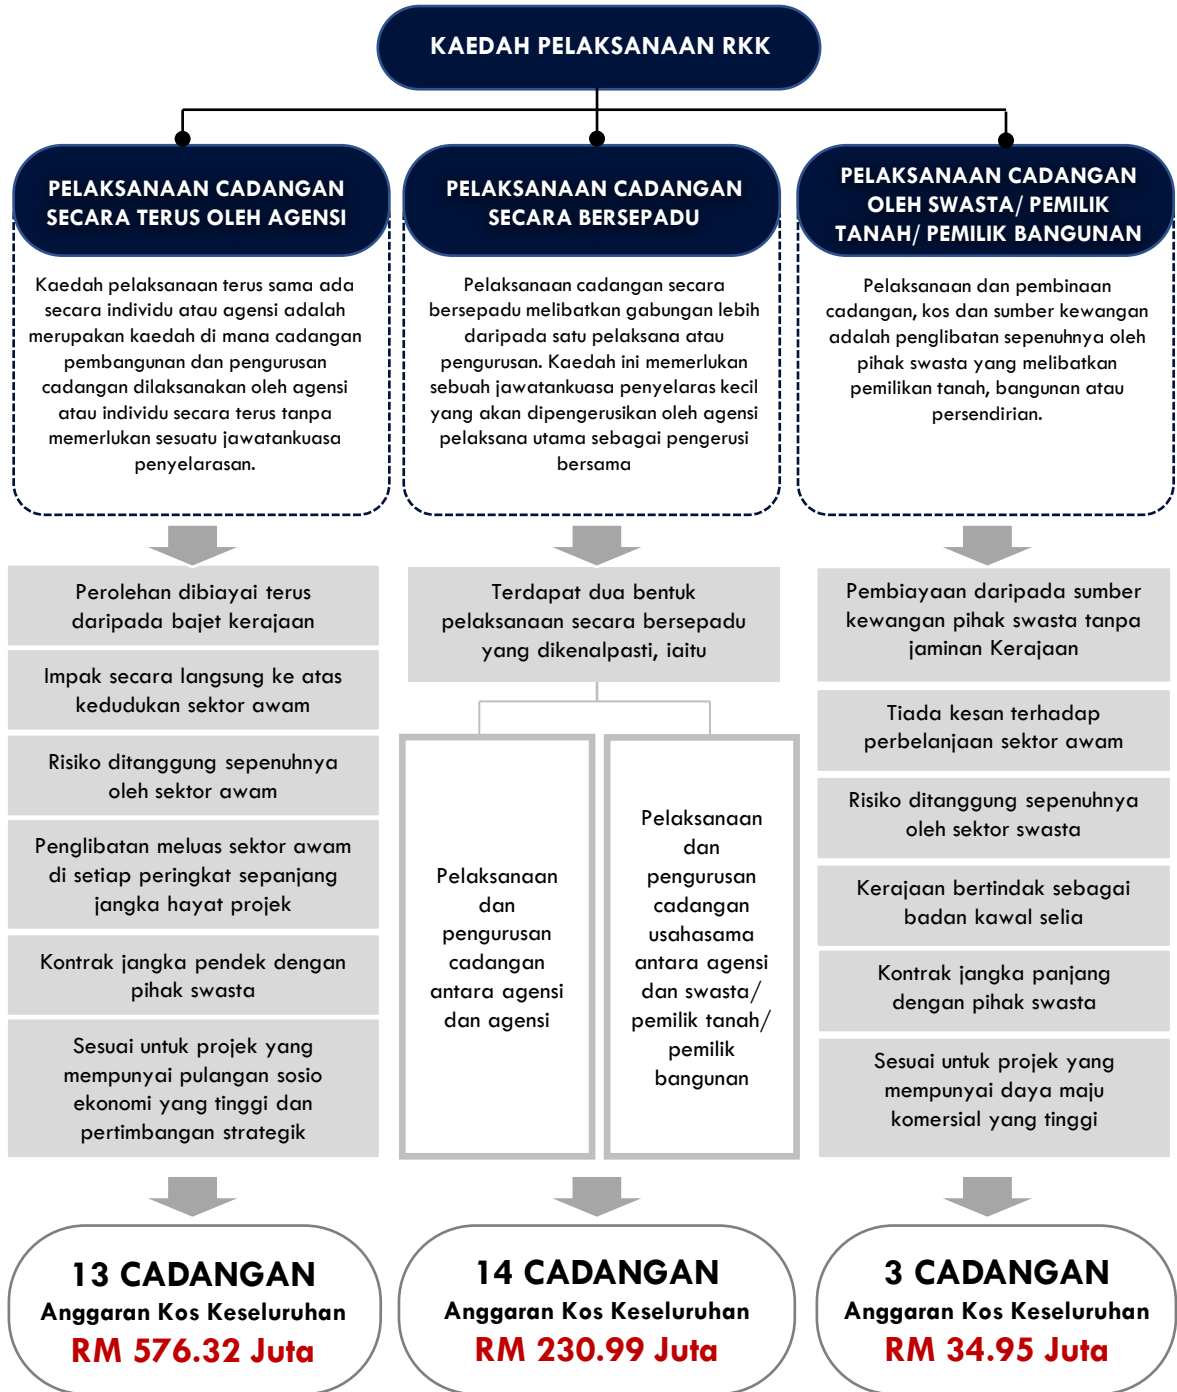 KAEDAH PELAKSANAAN RKK
PELAKSANAAN CADANGAN
SECARA TERUS OLEH AGENSI
Kaedah pelaksanaan terus sama ada
secara individu atau agensi adalah
merupakan kaedah di mana cadangan
pembangunan dan pengurusan
cadangan dilaksanakan oleh agensi
atau individu secara terus tanpa
memerlukan sesuatu jawatankuasa
penyelarasan.
Perolehan dibiayai terus
daripada bajet kerajaan
Impak secara langsung ke atas
kedudukan sektor awam
Risiko ditanggung sepenuhnya
oleh sektor awam
Penglibatan meluas sektor awam
di setiap peringkat sepanjang
jangka hayat projek
Kontrak jangka pendek dengan
pihak swasta
Sesuai untuk projek yang
mempunyai pulangan sosio
ekonomi yang tinggi dan
pertimbangan strategik
13 CADANGAN
Anggaran Kos Keseluruhan
RM 576.32 Juta
PELAKSANAAN CADANGAN
SECARA BERSEPADU
Pelaksanaan cadangan secara
bersepadu melibatkan gabungan lebih
daripada satu pelaksana atau
pengurusan. Kaedah ini memerlukan
sebuah jawatankuasa penyelaras kecil
yang akan dipengerusikan oleh agensi
pelaksana utama sebagai pengerusi
bersama
Terdapat dua bentuk
pelaksanaan secara bersepadu
yang dikenalpasti, iaitu
Pelaksanaan
dan
pengurusan
cadangan
antara agensi
dan agensi
Pelaksanaan
dan
pengurusan
cadangan
usahasama
antara agensi
dan swasta/
pemilik tanah/
pemilik
bangunan
14 CADANGAN
Anggaran Kos Keseluruhan
RM 230.99 Juta
PELAKSANAAN CADANGAN
OLEH SWASTA/ PEMILIK
TANAH/ PEMILIK BANGUNAN
Pelaksanaan dan pembinaan
cadangan, kos dan sumber kewangan
adalah penglibatan sepenuhnya oleh
pihak swasta yang melibatkan
pemilikan tanah, bangunan atau
persendirian.
Pembiayaan daripada sumber
kewangan pihak swasta tanpa
jaminan Kerajaan
Tiada kesan terhadap
perbelanjaan sektor awam
Risiko ditanggung sepenuhnya
oleh sektor swasta
Kerajaan bertindak sebagai
badan kawal selia
Kontrak jangka panjang
dengan pihak swasta
Sesuai untuk projek yang
mempunyai daya maju
komersial yang tinggi
3 CADANGAN
Anggaran Kos Keseluruhan
RM 34.95 Juta